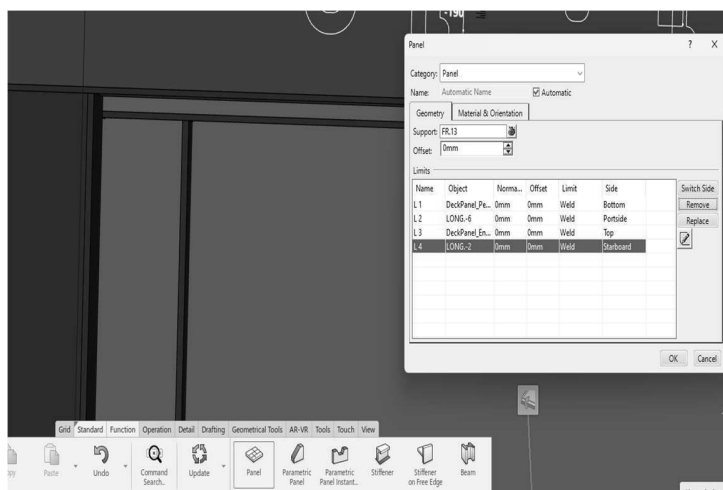 -190
Panel ? X
Category: Panel
Name: Automatic Name Automatic
Geometry Material & Orientation
Support: FR.13
Offset: 0mm
Limits
Name Object Norma... Offset Limit Side Switch Side
L 1 DeckPanel_Pe... 0mm 0mm Weld Bottom Remove
L 2 LONG.-6 0mm 0mm Weld Portside Replace
L 3 DeckPanel_En... 0mm 0mm Weld Top
L 4 LONG.-2 0mm 0mm Weld Starboard
OK Cancel
Grid Standard Function Operation Detail Drafting Geometrical Tools AR-VR Tools Touch View
Paste Undo Command Search.. Update Panel Parametric Panel Parametric Panel Instant.. Stiffener Stiffener on Free Edge Beam